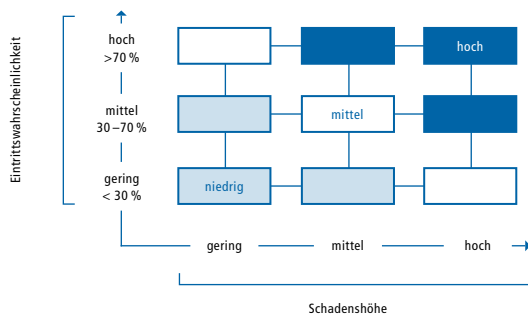 Eintrittswahrscheinlichkeit
hoch
>70 %
hoch
mittel
30–70 %
mittel
gering
< 30 %
niedrig
gering
mittel
hoch
Schadenshöhe